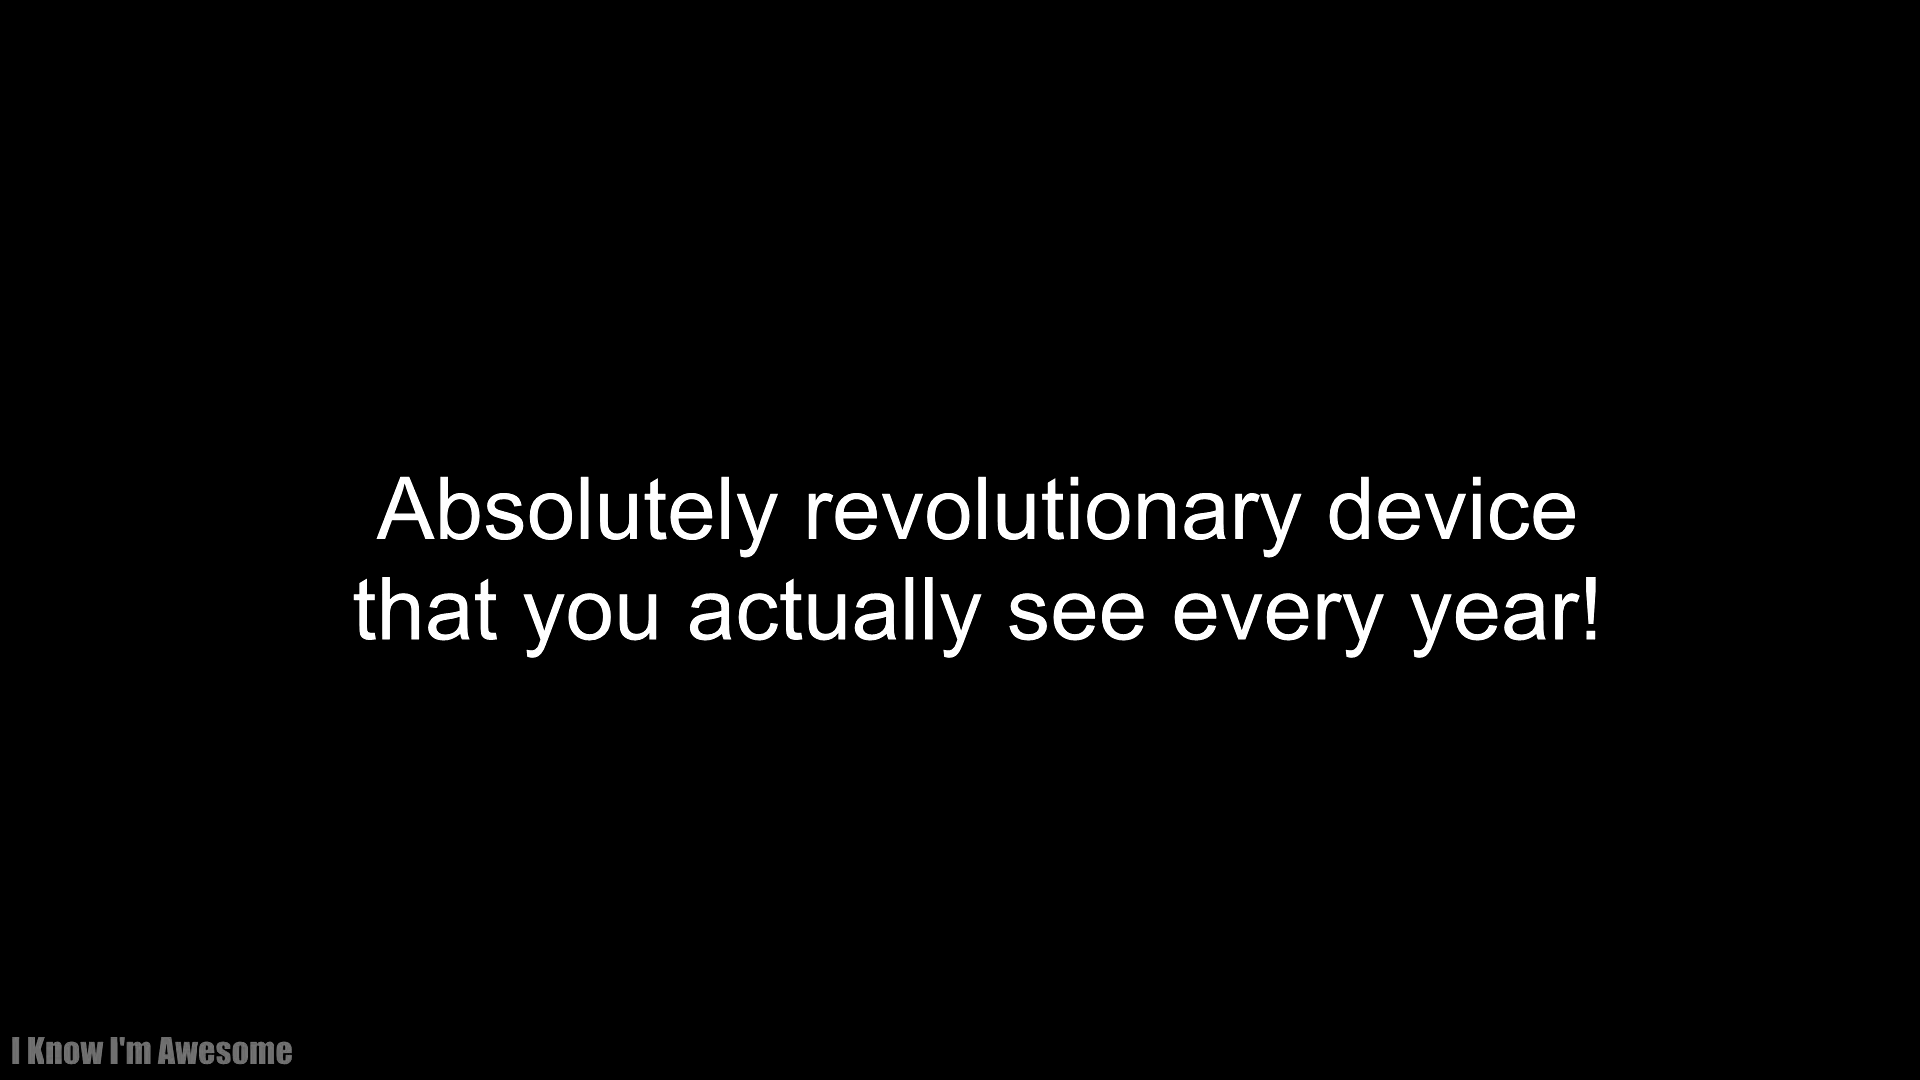 Absolutely revolutionary device
that you actually see every year!
I Know I'm Awesome